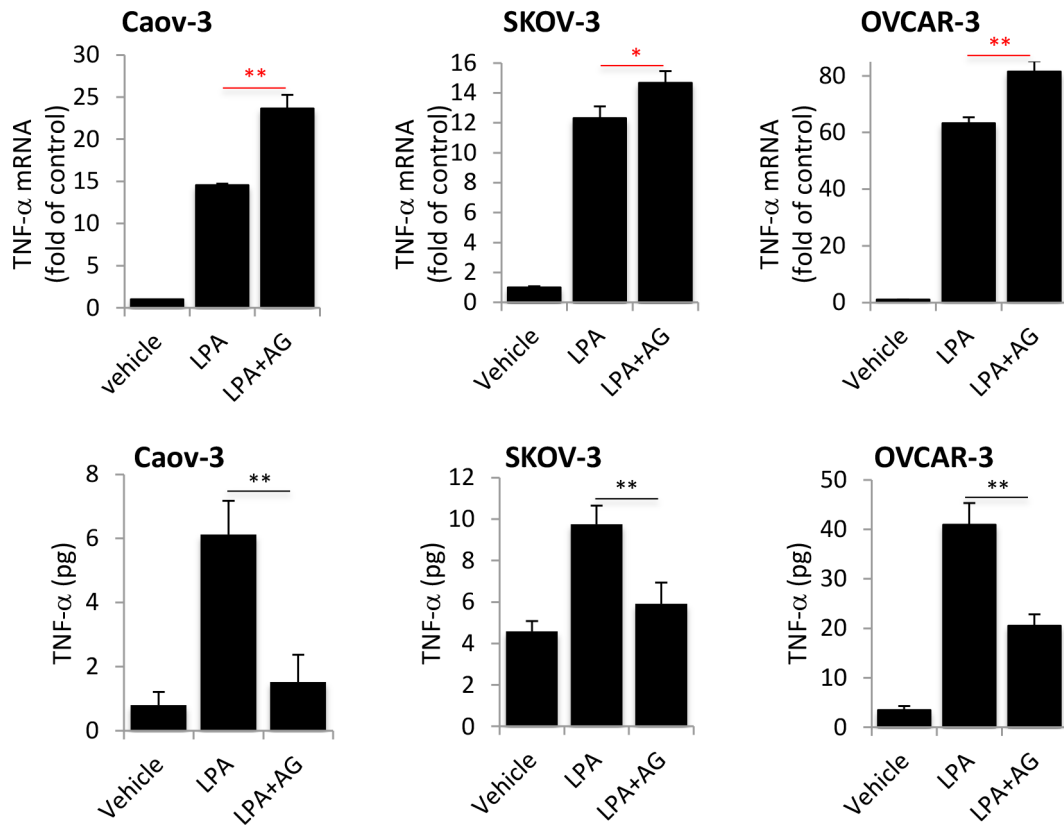 Caov-3
SKOV-3
OVCAR-3
TNF-α mRNA
(fold of control)
30
25
20
15
10
5
0
**
vehicle
LPA
LPA+AG
TNF-α mRNA
(fold of control)
16
14
12
10
8
6
4
2
0
*
Vehicle
LPA
LPA+AG
TNF-α mRNA
(fold of control)
80
60
40
20
0
**
Vehicle
LPA
LPA+AG
Caov-3
SKOV-3
OVCAR-3
TNF-α (pg)
8
6
4
2
0
**
Vehicle
LPA
LPA+AG
TNF-α (pg)
12
10
8
6
4
2
0
**
Vehicle
LPA
LPA+AG
TNF-α (pg)
50
40
30
20
10
0
**
Vehicle
LPA
LPA+AG